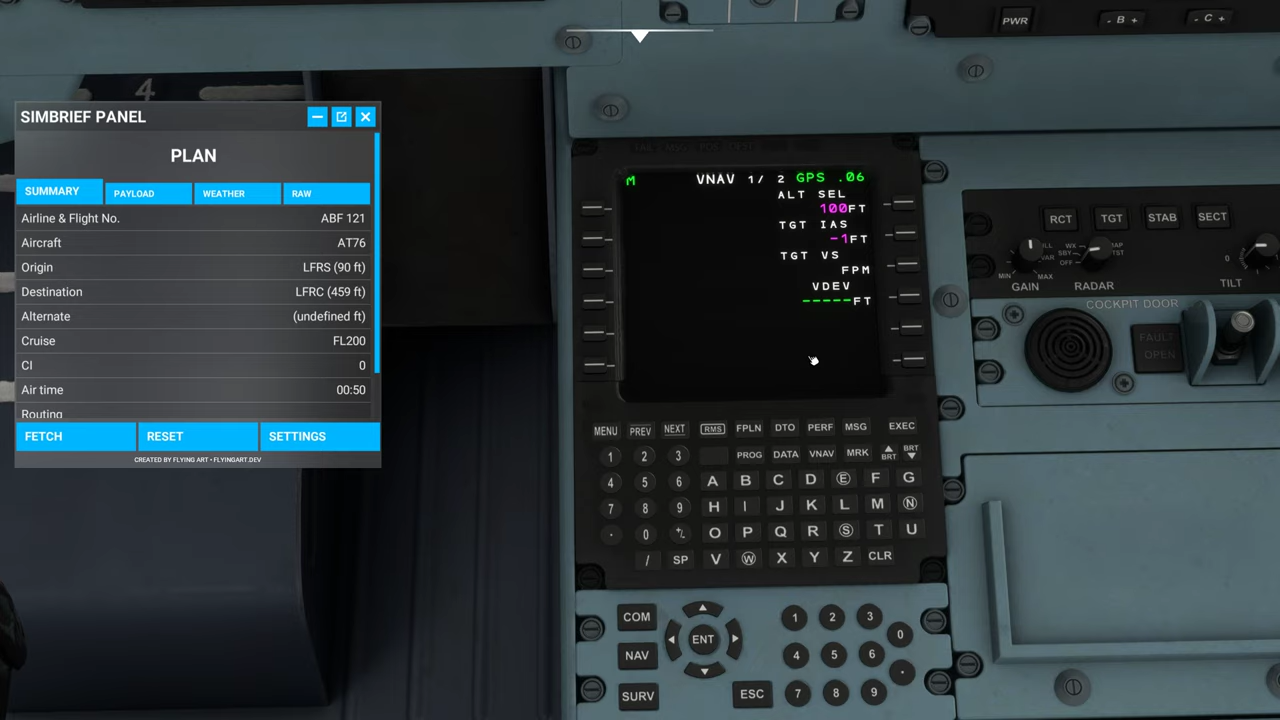 4
PWR
- B +
- C +
SIMBRIEF PANEL
PLAN
SUMMARY
PAYLOAD
WEATHER
RAW
Airline & Flight No. ABF 121
Aircraft AT76
Origin LFRS (90 ft)
Destination LFRC (459 ft)
Alternate (undefined ft)
Cruise FL200
CI 0
Air time 00:50
Routing
FETCH
RESET
SETTINGS
CREATED BY FLYING ART • FLYINGART.DEV
M VNAV 1/ 2 GPS .06
ALT SEL
100FT
TGT IAS
-1FT
TGT VS
FPM
VDEV
-----FT
MENU PREV NEXT RMS FPLN DTO PERF MSG EXEC
1 2 3 PROG DATA VNAV MRK BRT BRT
4 5 6 A B C D E F G
7 8 9 H I J K L M N
. 0 +/- O P Q R S T U
/ SP V W X Y Z CLR
COM
NAV
SURV
ENT
ESC
1 2 3
4 5 6
7 8 9
0
.
RCT TGT STAB SECT
MIN
MAX
GAIN
WX
SBY
OFF
MAP
TST
RADAR
0
TILT
COCKPIT DOOR
FAULT
OPEN